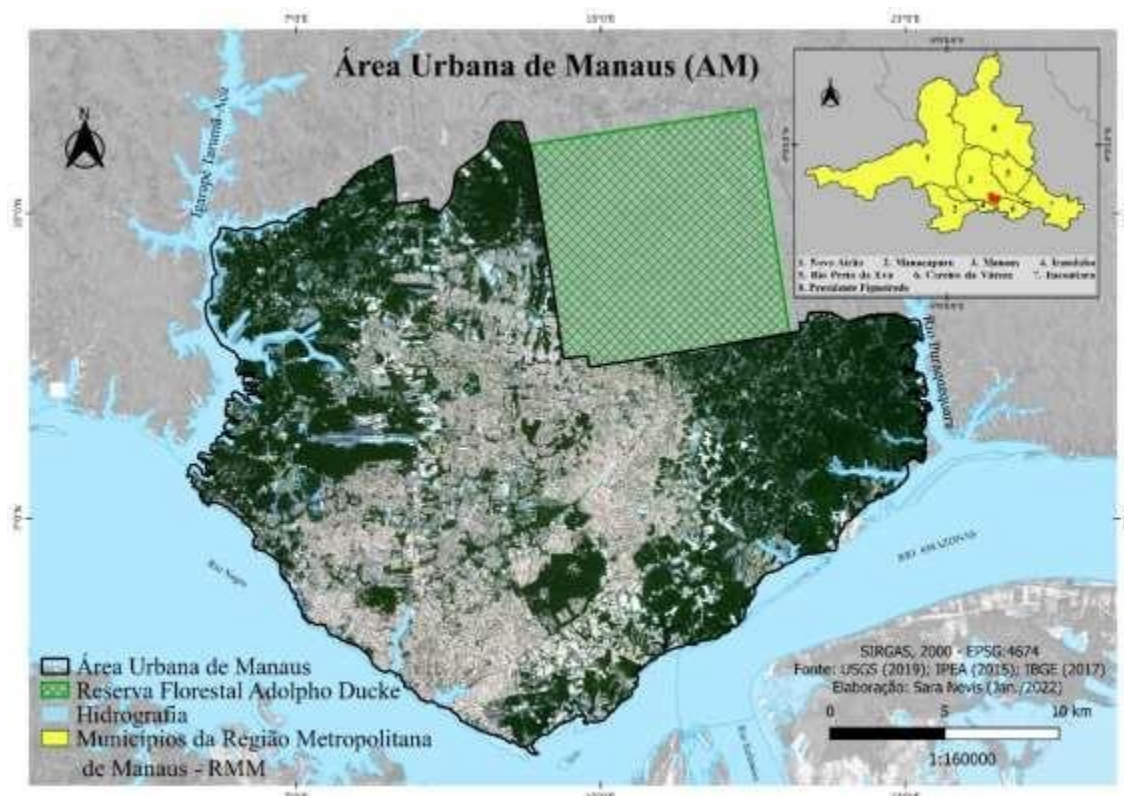 Área Urbana de Manaus (AM)
N
Igarapé Tarumã-Açu
1. Novo Airão 2. Manacapuru 3. Manaus 4. Iranduba
5. Rio Preto da Eva 6. Careiro da Várzea 7. Itacoatiara
8. Presidente Figueiredo
Rio Puraquequara
Rio Negro
RIO AMAZONAS
Área Urbana de Manaus
Reserva Florestal Adolpho Ducke
Hidrografia
Municípios da Região Metropolitana
de Manaus - RMM
SIRGAS, 2000 - EPSG:4674
Fonte: USGS (2019); IPEA (2015); IBGE (2017)
Elaboração: Sara Nevis (Jan./2022)
0 5 10 km
1:160000